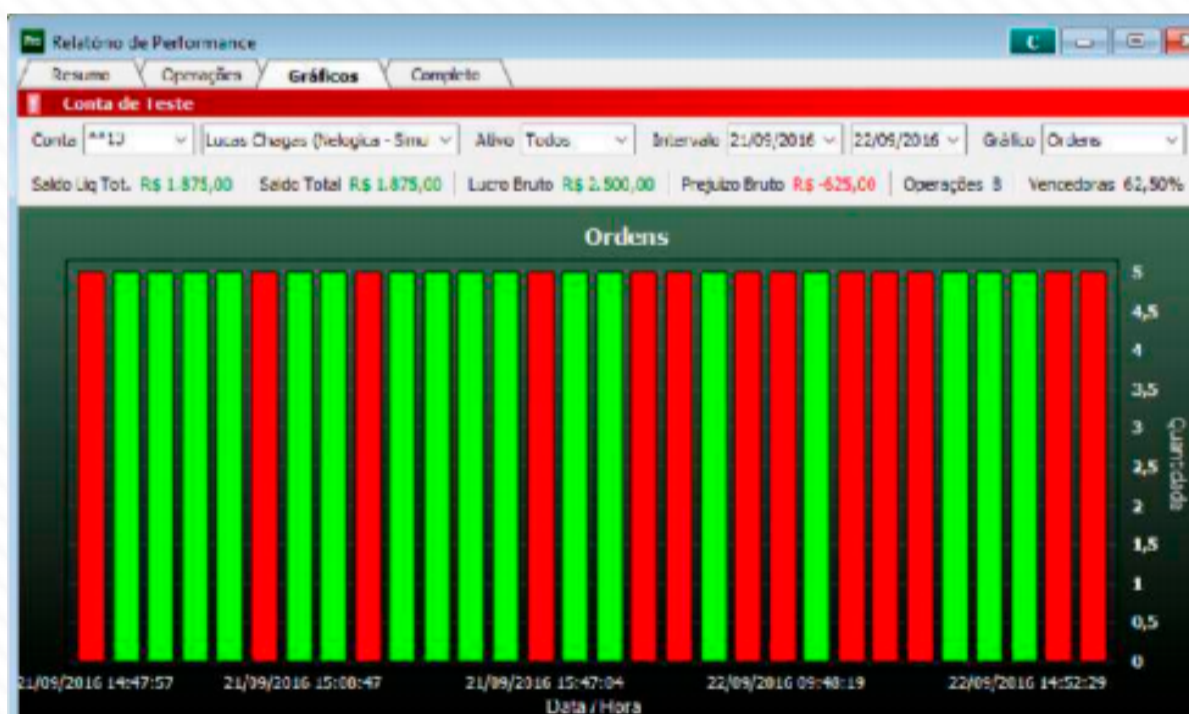 Relatório de Performance
Resumo Operações Gráficos Completo
Conta de Teste
Conta Lucas Chagas (Nelogica - Simu Ativo Todos Intervalo 21/09/2016 22/09/2016 Gráfico Ordens
Saldo Liq Tot. R$ 1.875,00 Saldo Total R$ 1.875,00 Lucro Bruto R$ 2.500,00 Prejuízo Bruto R$ -625,00 Operações 8 Vencedoras 62,50%
Ordens
5
4,5
4
3,5
3
2,5
2
1,5
1
0,5
0
Quantidade
21/09/2016 14:47:57 21/09/2016 15:00:47 21/09/2016 15:47:04 22/09/2016 09:48:19 22/09/2016 14:52:29
Data / Hora